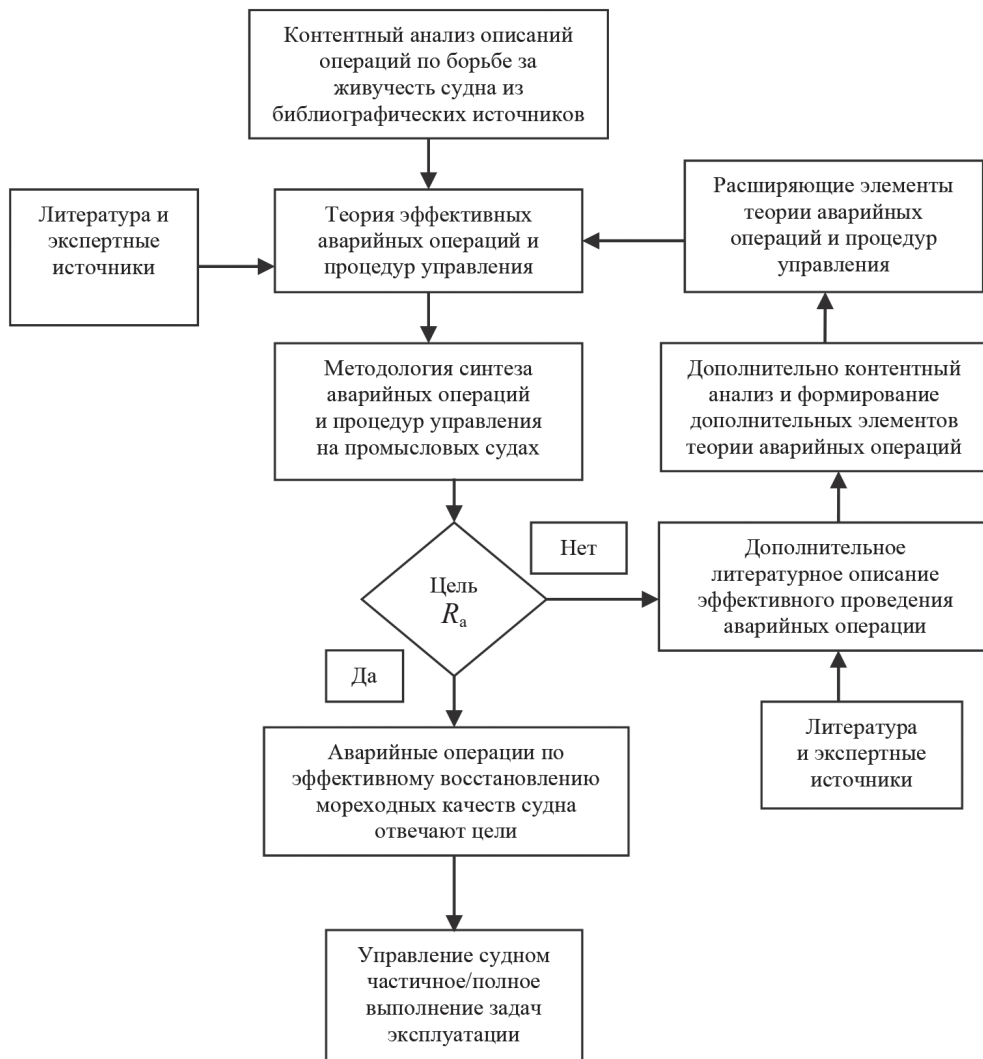 Контентный анализ описаний
операций по борьбе за
живучесть судна из
библиографических источников
Литература и
экспертные
источники
Теория эффективных
аварийных операций и
процедур управления
Расширяющие элементы
теории аварийных
операций и процедур
управления
Методология синтеза
аварийных операций
и процедур управления
на промысловых судах
Дополнительно контентный
анализ и формирование
дополнительных элементов
теории аварийных операций
Цель
Rа
Нет
Дополнительное
литературное описание
эффективного проведения
аварийных операции
Да
Литература
и экспертные
источники
Аварийные операции по
эффективному восстановлению
мореходных качеств судна
отвечают цели
Управление судном
частичное/полное
выполнение задач
эксплуатации